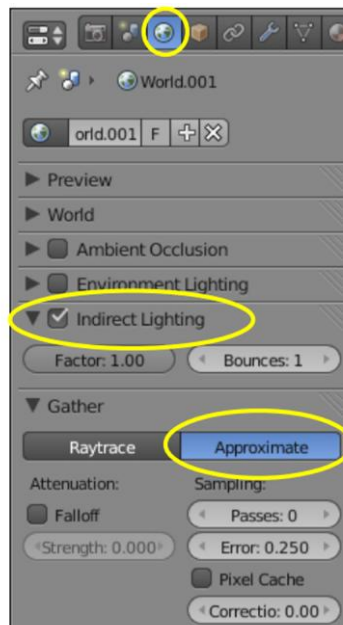 World.001
orld.001 F
Preview
World
Ambient Occlusion
Environment Lighting
Indirect Lighting
Factor: 1.00 Bounces: 1
Gather
Raytrace Approximate
Attenuation: Sampling:
Falloff Passes: 0
Strength: 0.000 Error: 0.250
Pixel Cache
Correctio: 0.00